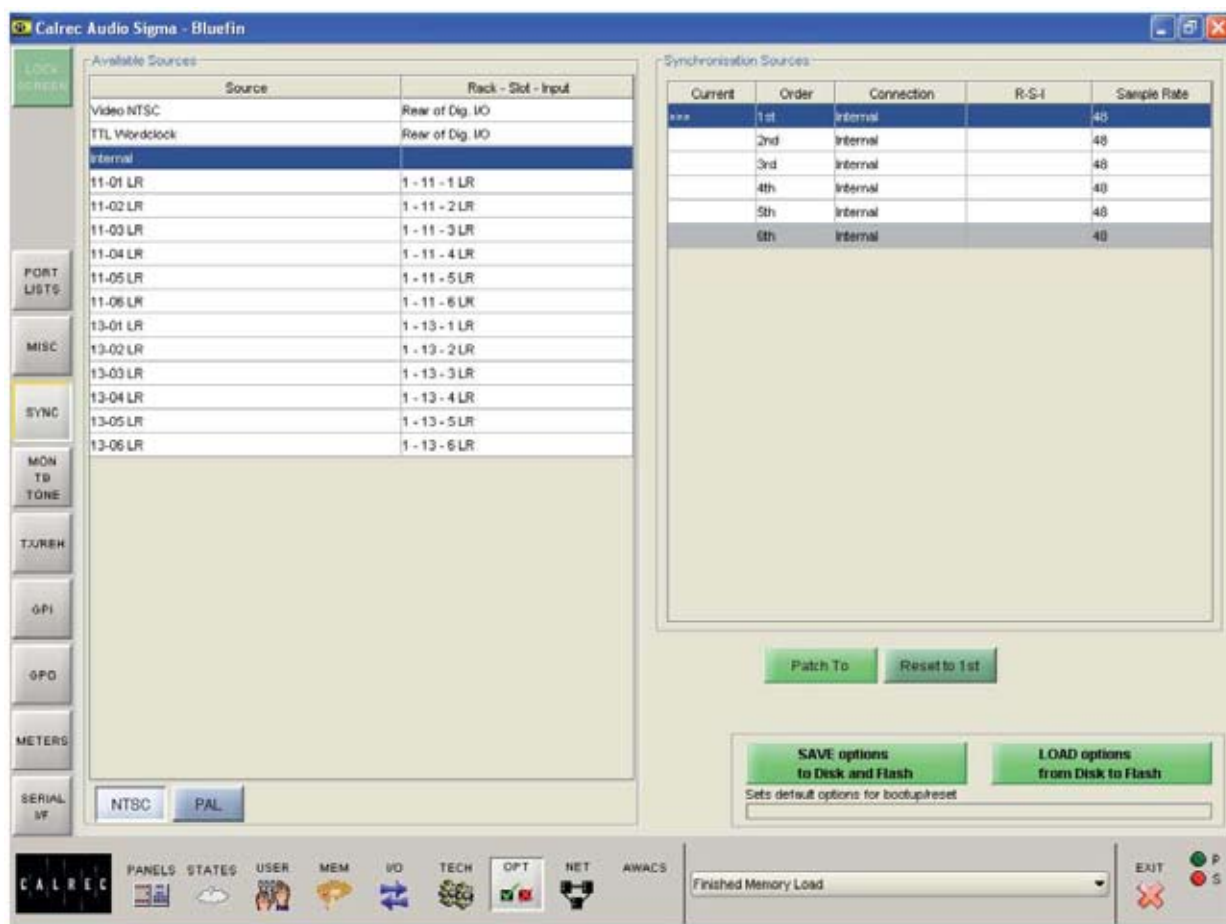 Calrec Audio Sigma - Bluefin
LOCK SCREEN
PORT LISTS
MISC
SYNC
MON TB TONE
TX/REH
GPI
GPO
METERS
SERIAL I/F
Available Sources
Source Rack - Slot - Input
Video NTSC Rear of Dig. I/O
TTL Wordclock Rear of Dig. I/O
Internal
11-01 LR 1 - 11 - 1 LR
11-02 LR 1 - 11 - 2 LR
11-03 LR 1 - 11 - 3 LR
11-04 LR 1 - 11 - 4 LR
11-05 LR 1 - 11 - 5 LR
11-06 LR 1 - 11 - 6 LR
13-01 LR 1 - 13 - 1 LR
13-02 LR 1 - 13 - 2 LR
13-03 LR 1 - 13 - 3 LR
13-04 LR 1 - 13 - 4 LR
13-05 LR 1 - 13 - 5 LR
13-06 LR 1 - 13 - 6 LR
NTSC PAL
Synchronisation Sources
Current Order Connection R-S-I Sample Rate
>>> 1st Internal 48
2nd Internal 48
3rd Internal 48
4th Internal 48
5th Internal 48
6th Internal 48
Patch To Reset to 1st
SAVE options to Disk and Flash
LOAD options from Disk to Flash
Sets default options for bootup/reset
CALREC
PANELS STATES USER MEM I/O TECH OPT NET AWACS
Finished Memory Load
EXIT
P
S